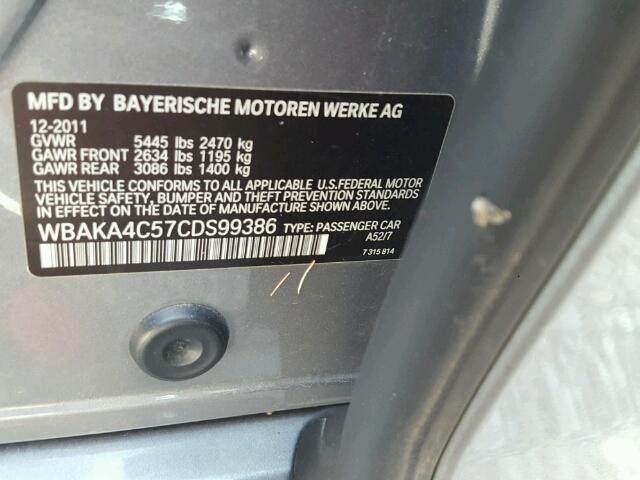 MFD BY BAYERISCHE MOTOREN WERKE AG
12-2011
GVWR 5445 lbs 2470 kg
GAWR FRONT 2634 lbs 1195 kg
GAWR REAR 3086 lbs 1400 kg
THIS VEHICLE CONFORMS TO ALL APPLICABLE U.S.FEDERAL MOTOR
VEHICLE SAFETY, BUMPER, AND THEFT PREVENTION STANDARDS
IN EFFECT ON THE DATE OF MANUFACTURE SHOWN ABOVE.
WBAKA4C57CDS99386 TYPE: PASSENGER CAR
A52/7
7 315 814